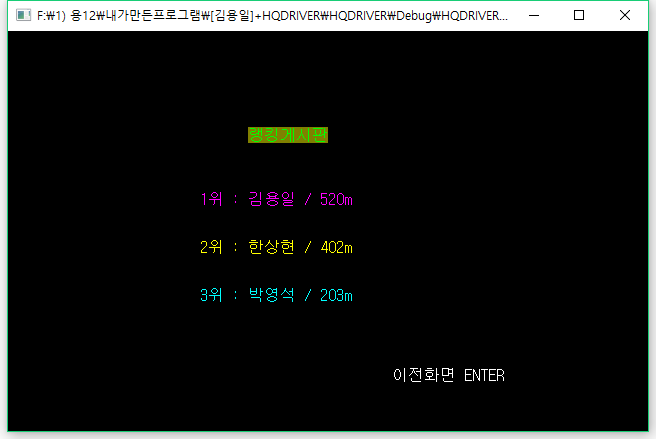 F:\1) 용12\내가만든프로그램\[김용일]+HQDRIVER\HQDRIVER\Debug\HQDRIVER...
랭킹게시판
1위 : 김용일 / 520m
2위 : 한상현 / 402m
3위 : 박영석 / 203m
이전화면 ENTER